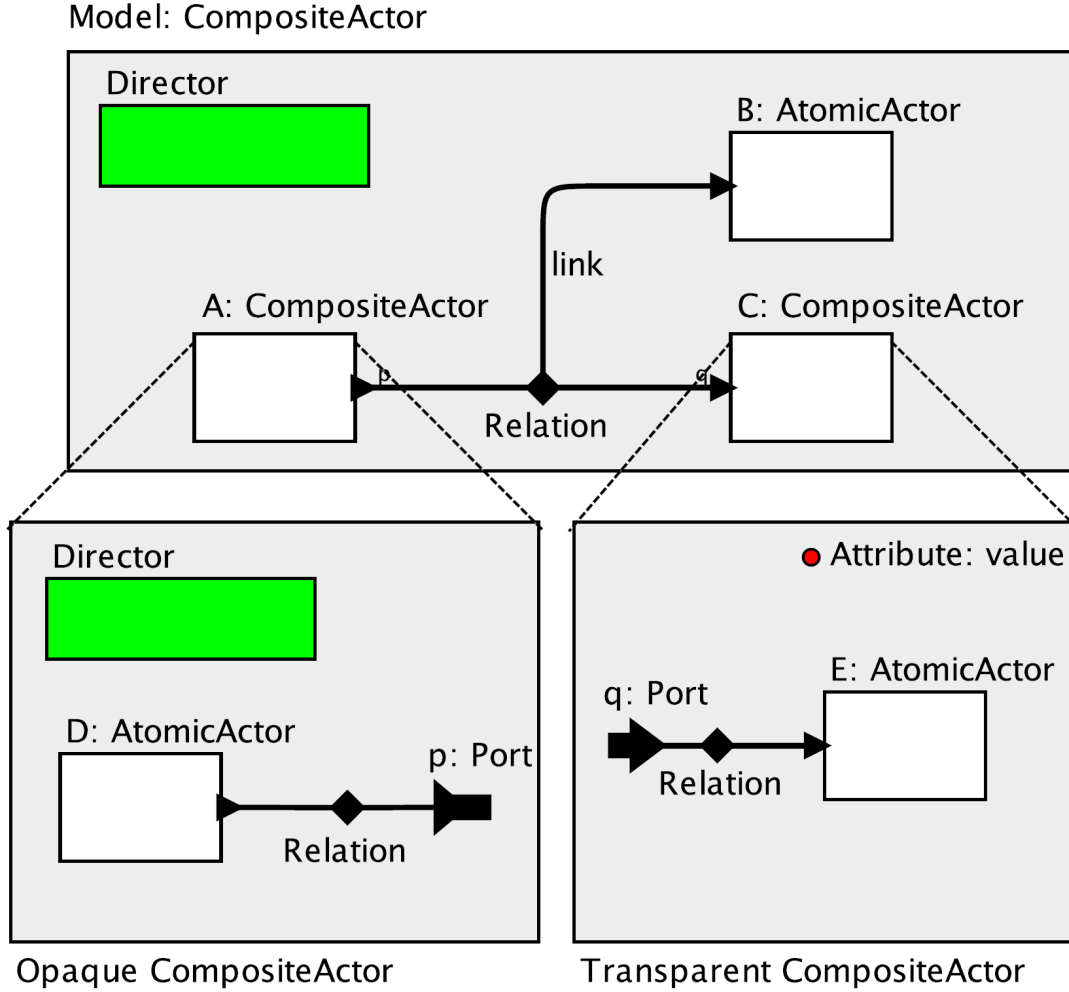 Model: CompositeActor
Director
B: AtomicActor
link
A: CompositeActor
C: CompositeActor
p
q
Relation
Director
Attribute: value
D: AtomicActor
p: Port
Relation
q: Port
E: AtomicActor
Relation
Opaque CompositeActor
Transparent CompositeActor